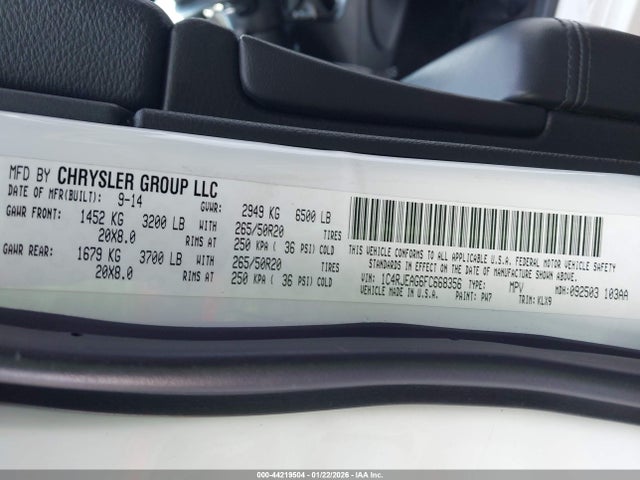 MFD BY CHRYSLER GROUP LLC
DATE OF MFR(BUILT): 9-14 GVWR: 2949 KG 6500 LB
GAWR FRONT: 1452 KG 3200 LB WITH 265/50R20 TIRES
20X8.0 RIMS AT 250 KPA ( 36 PSI) COLD
GAWR REAR: 1679 KG 3700 LB WITH 265/50R20 TIRES
20X8.0 RIMS AT 250 KPA ( 36 PSI) COLD
THIS VEHICLE CONFORMS TO ALL APPLICABLE U.S.A. FEDERAL MOTOR VEHICLE SAFETY
STANDARDS IN EFFECT ON THE DATE OF MANUFACTURE SHOWN ABOVE.
VIN: 1C4RJEAG6FC668356 TYPE: MPV MDH: 092503 103AA
MADE IN U.S.A. PAINT: PW7 TRIM: KLX9
000-44219504 | 01/22/2026 - IAA Inc.